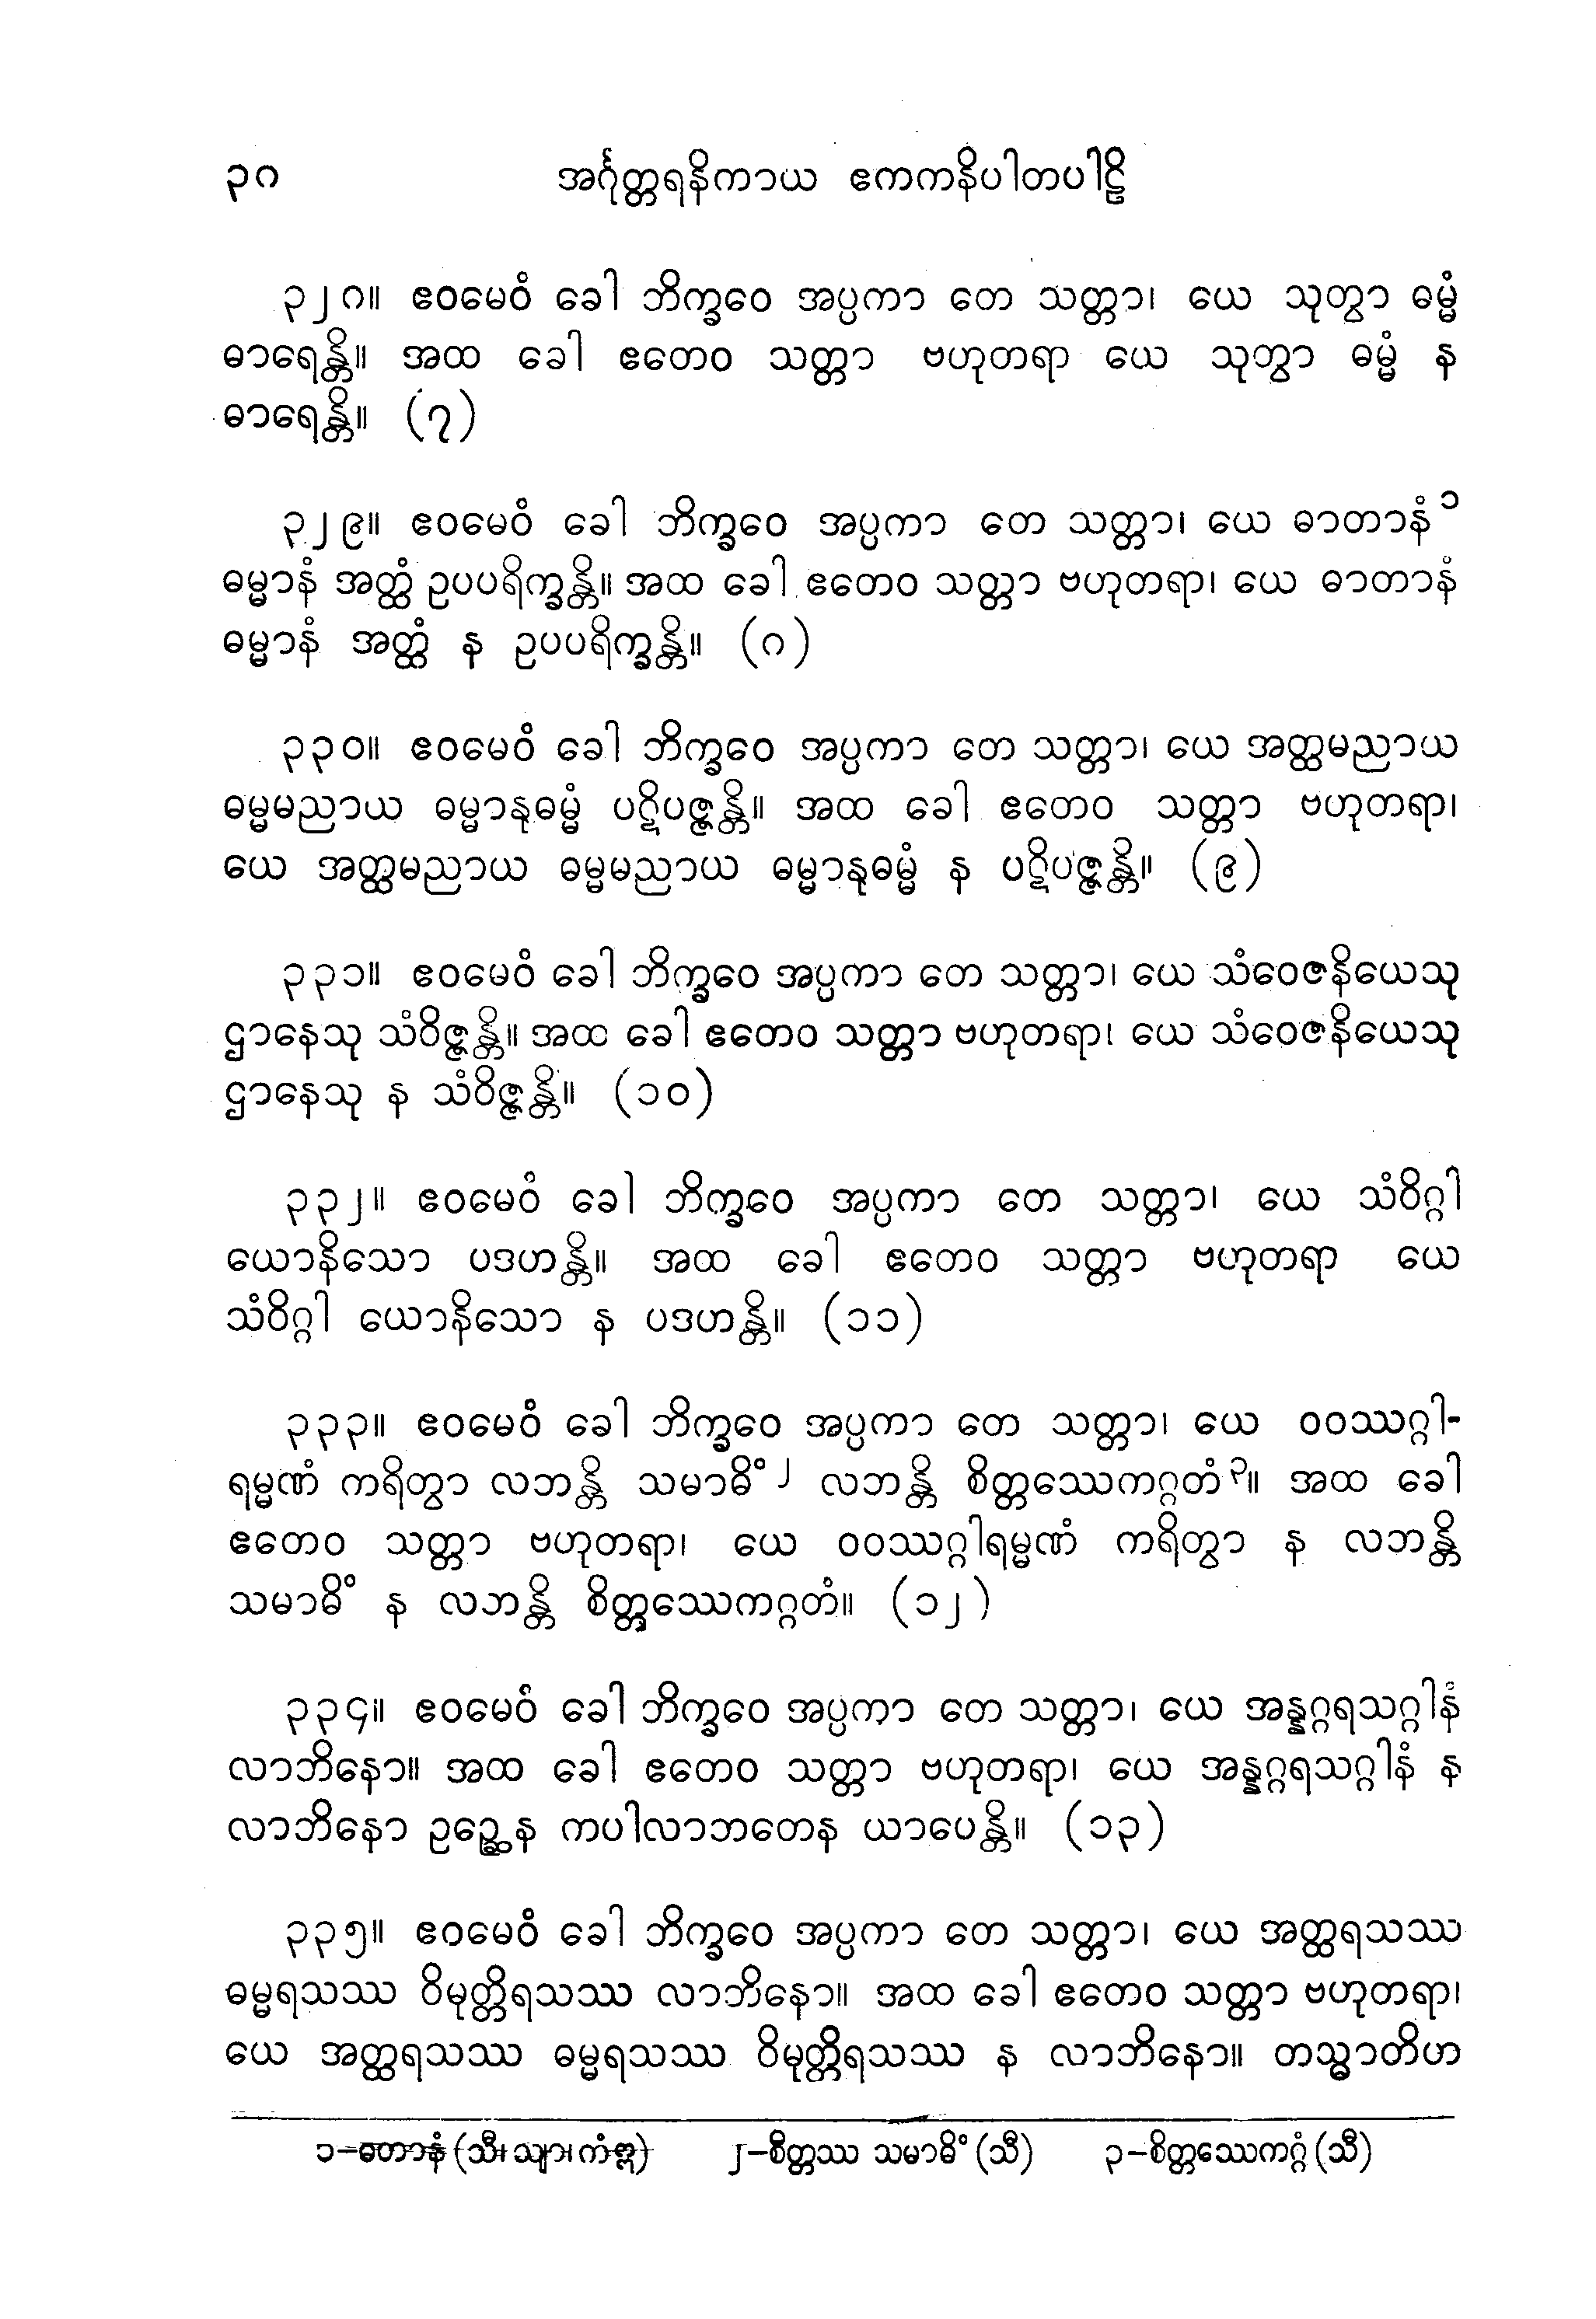 ၃၈ အင်္ဂုတ္တရနိကာယ ဧကကနိပါတပါဠိ
၃၂၈။ ဧဝမေဝံ ခေါ ဘိက္ခဝေ အပ္ပကာ တေ သတ္တာ၊ ယေ သုတွာ ဓမ္မံ
ဓာရေန္တိ။ အထ ခေါ ဧတေဝ သတ္တာ ဗဟုတရာ ယေ သုတွာ ဓမ္မံ န
ဓာရေန္တိ။ (၇)
၃၂၉။ ဧဝမေဝံ ခေါ ဘိက္ခဝေ အပ္ပကာ တေ သတ္တာ၊ ယေ ဓာတာနံ ၁
ဓမ္မာနံ အတ္ထံ ဥပပရိက္ခန္တိ။ အထ ခေါ ဧတေဝ သတ္တာ ဗဟုတရာ၊ ယေ ဓာတာနံ
ဓမ္မာနံ အတ္ထံ န ဥပပရိက္ခန္တိ။ (၈)
၃၃၀။ ဧဝမေဝံ ခေါ ဘိက္ခဝေ အပ္ပကာ တေ သတ္တာ၊ ယေ အတ္ထမညာယ
ဓမ္မမညာယ ဓမ္မာနုဓမ္မံ ပဋိပဇ္ဇန္တိ။ အထ ခေါ ဧတေဝ သတ္တာ ဗဟုတရာ၊
ယေ အတ္ထမညာယ ဓမ္မမညာယ ဓမ္မာနုဓမ္မံ န ပဋိပဇ္ဇန္တိ။ (၉)
၃၃၁။ ဧဝမေဝံ ခေါ ဘိက္ခဝေ အပ္ပကာ တေ သတ္တာ၊ ယေ သံဝေဇနိယေသု
ဌာနေသု သံဝိဇ္ဇန္တိ။ အထ ခေါ ဧတေဝ သတ္တာ ဗဟုတရာ၊ ယေ သံဝေဇနိယေသု
ဌာနေသု န သံဝိဇ္ဇန္တိ။ (၁၀)
၃၃၂။ ဧဝမေဝံ ခေါ ဘိက္ခဝေ အပ္ပကာ တေ သတ္တာ၊ ယေ သံဝိဂ္ဂါ
ယောနိသော ပဒဟန္တိ။ အထ ခေါ ဧတေဝ သတ္တာ ဗဟုတရာ ယေ
သံဝိဂ္ဂါ ယောနိသော န ပဒဟန္တိ။ (၁၁)
၃၃၃။ ဧဝမေဝံ ခေါ ဘိက္ခဝေ အပ္ပကာ တေ သတ္တာ၊ ယေ ဝဝဿဂ္ဂါ-
ရမ္မဏံ ကရိတွာ လဘန္တိ သမာဓိံ ၂ လဘန္တိ စိတ္တဿေကဂ္ဂတံ ၃။ အထ ခေါ
ဧတေဝ သတ္တာ ဗဟုတရာ၊ ယေ ဝဝဿဂ္ဂါရမ္မဏံ ကရိတွာ န လဘန္တိ
သမာဓိံ န လဘန္တိ စိတ္တဿေကဂ္ဂတံ။ (၁၂)
၃၃၄။ ဧဝမေဝံ ခေါ ဘိက္ခဝေ အပ္ပကာ တေ သတ္တာ၊ ယေ အန္နဂ္ဂရသဂ္ဂါနံ
လာဘိနော။ အထ ခေါ ဧတေဝ သတ္တာ ဗဟုတရာ၊ ယေ အန္နဂ္ဂရသဂ္ဂါနံ န
လာဘိနော ဥဉ္ဆေန ကပါလာဘတေန ယာပေန္တိ။ (၁၃)
၃၃၅။ ဧဝမေဝံ ခေါ ဘိက္ခဝေ အပ္ပကာ တေ သတ္တာ၊ ယေ အတ္ထရသဿ
ဓမ္မရသဿ ဝိမုတ္တိရသဿ လာဘိနော။ အထ ခေါ ဧတေဝ သတ္တာ ဗဟုတရာ၊
ယေ အတ္ထရသဿ ဓမ္မရသဿ ဝိမုတ္တိရသဿ န လာဘိနော။ တသ္မာတိဟ
၁-ဓတာနံ (သီ၊ သျာ၊ ကံဋ္ဌ) ၂-စိတ္တဿ သမာဓိံ (သီ) ၃-စိတ္တဿေကဂ္ဂံ (သီ)